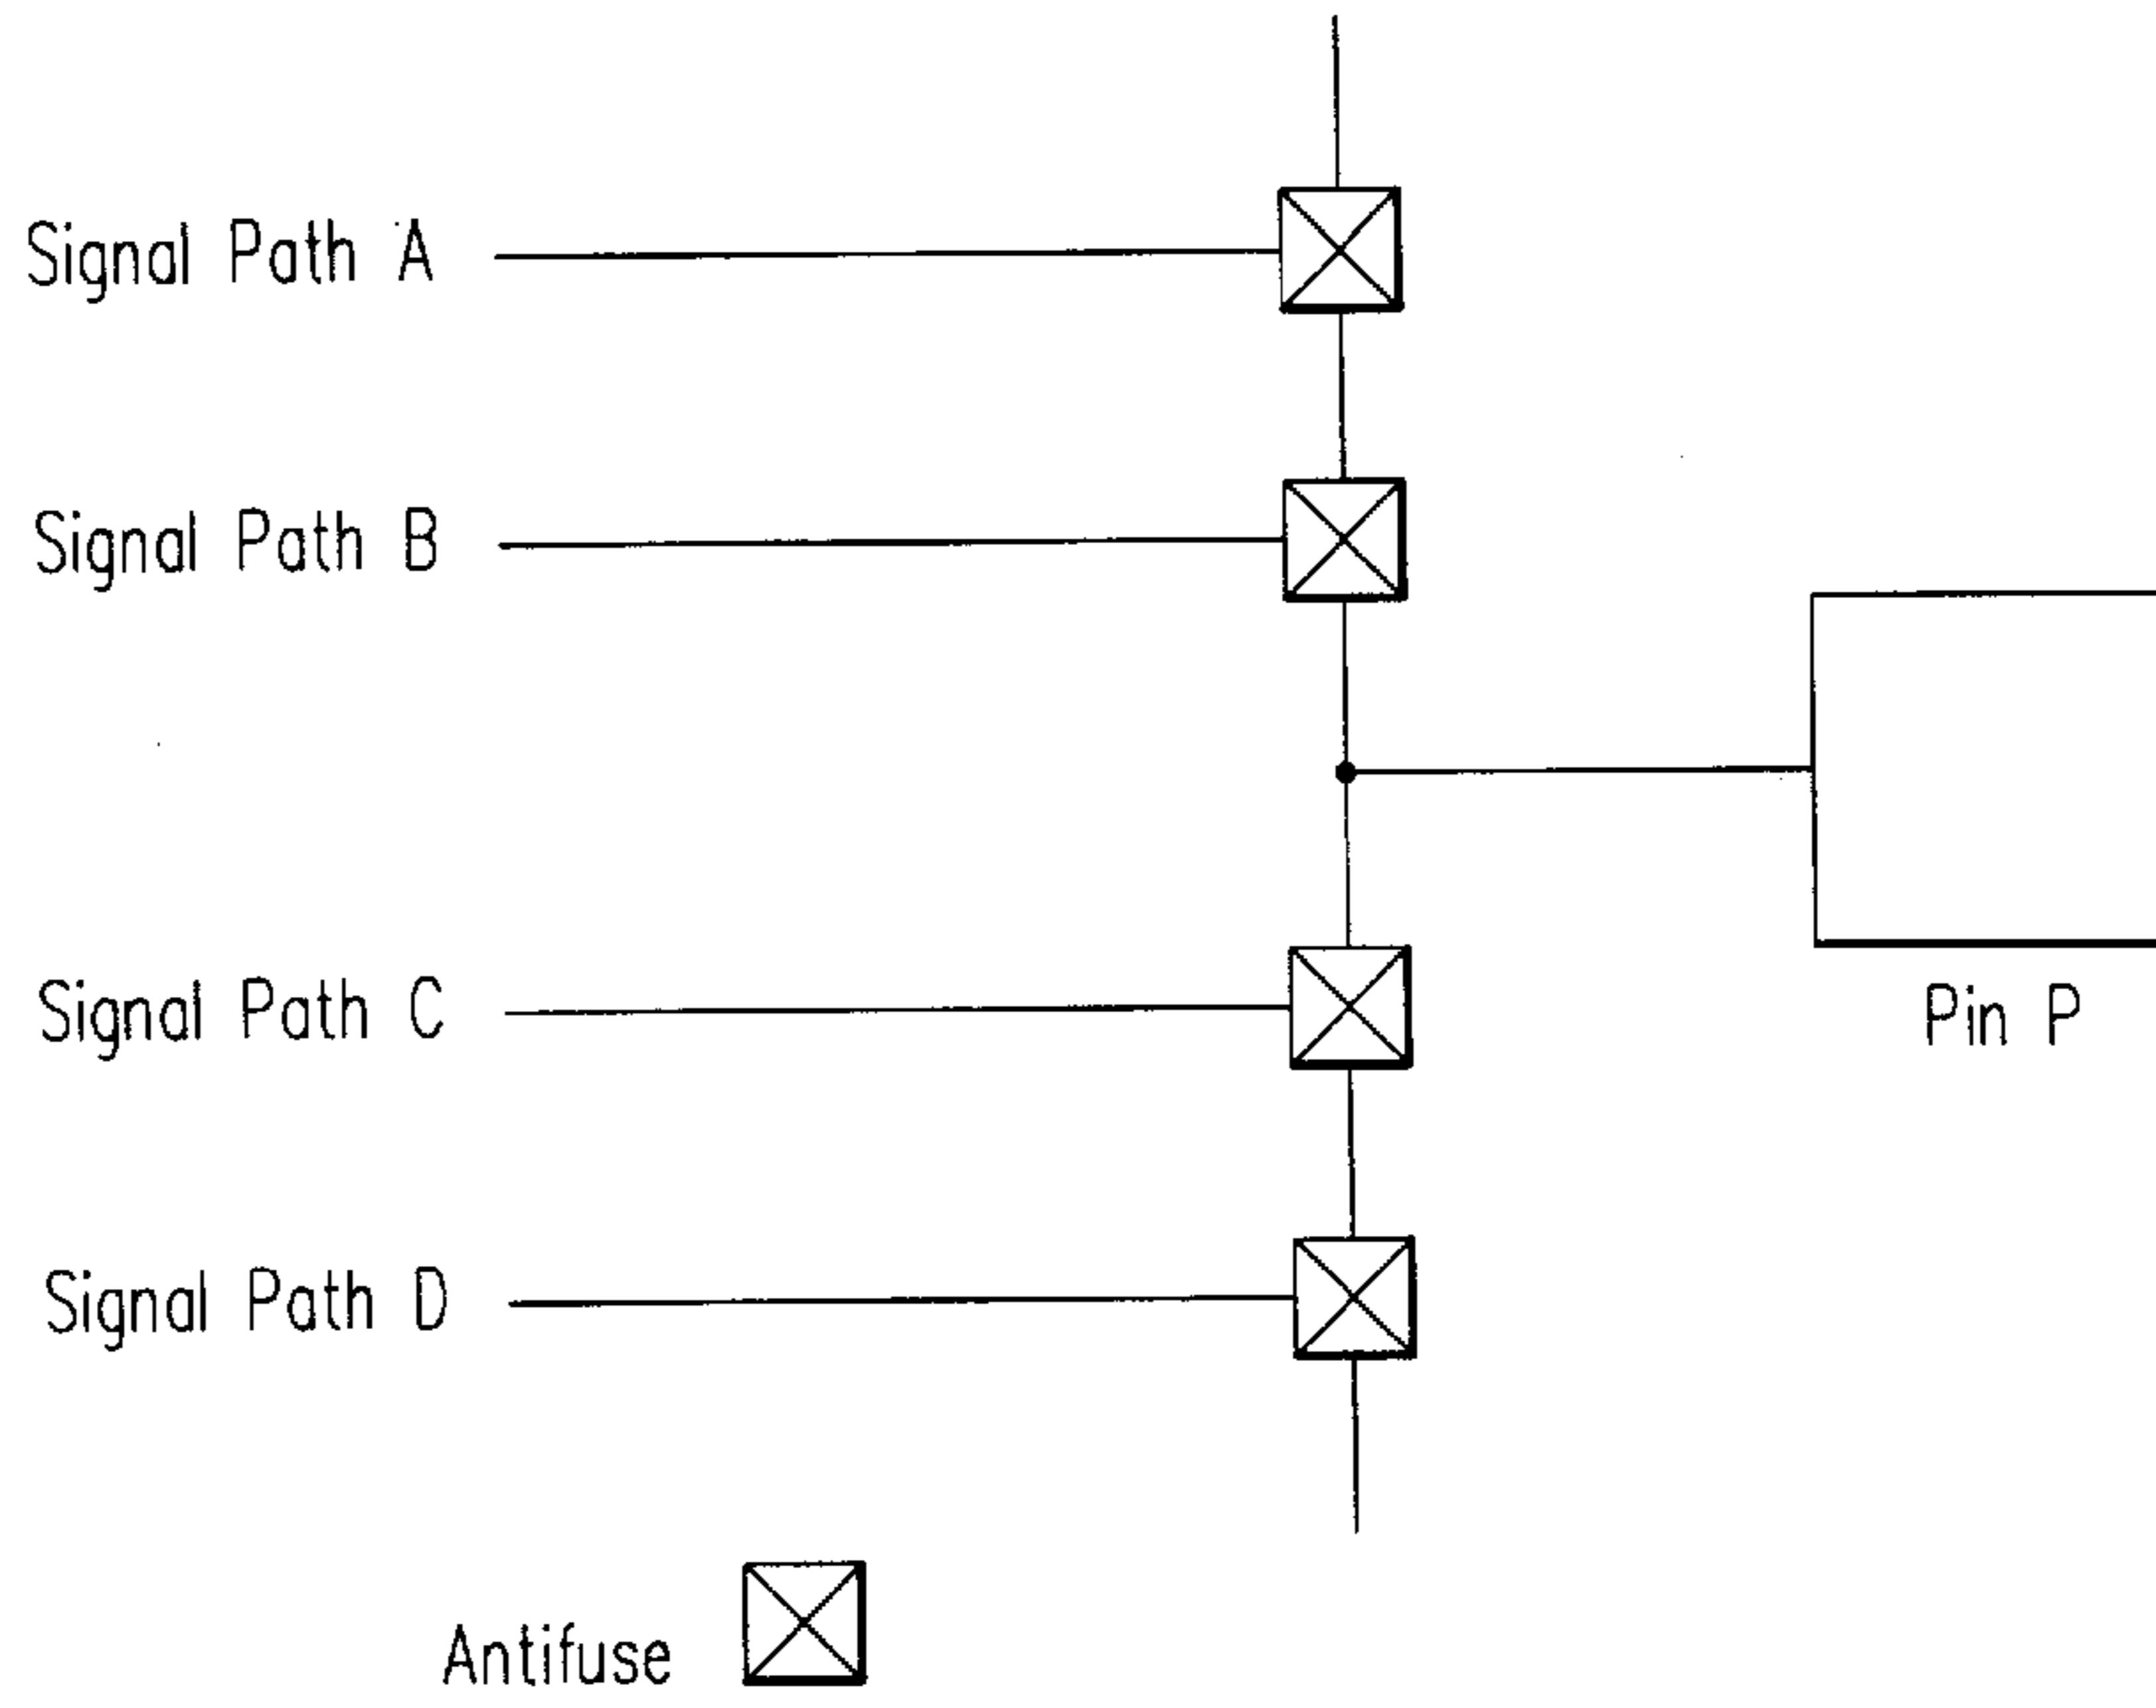 Signal Path A
Signal Path B
Signal Path C
Pin P
Signal Path D
Antifuse